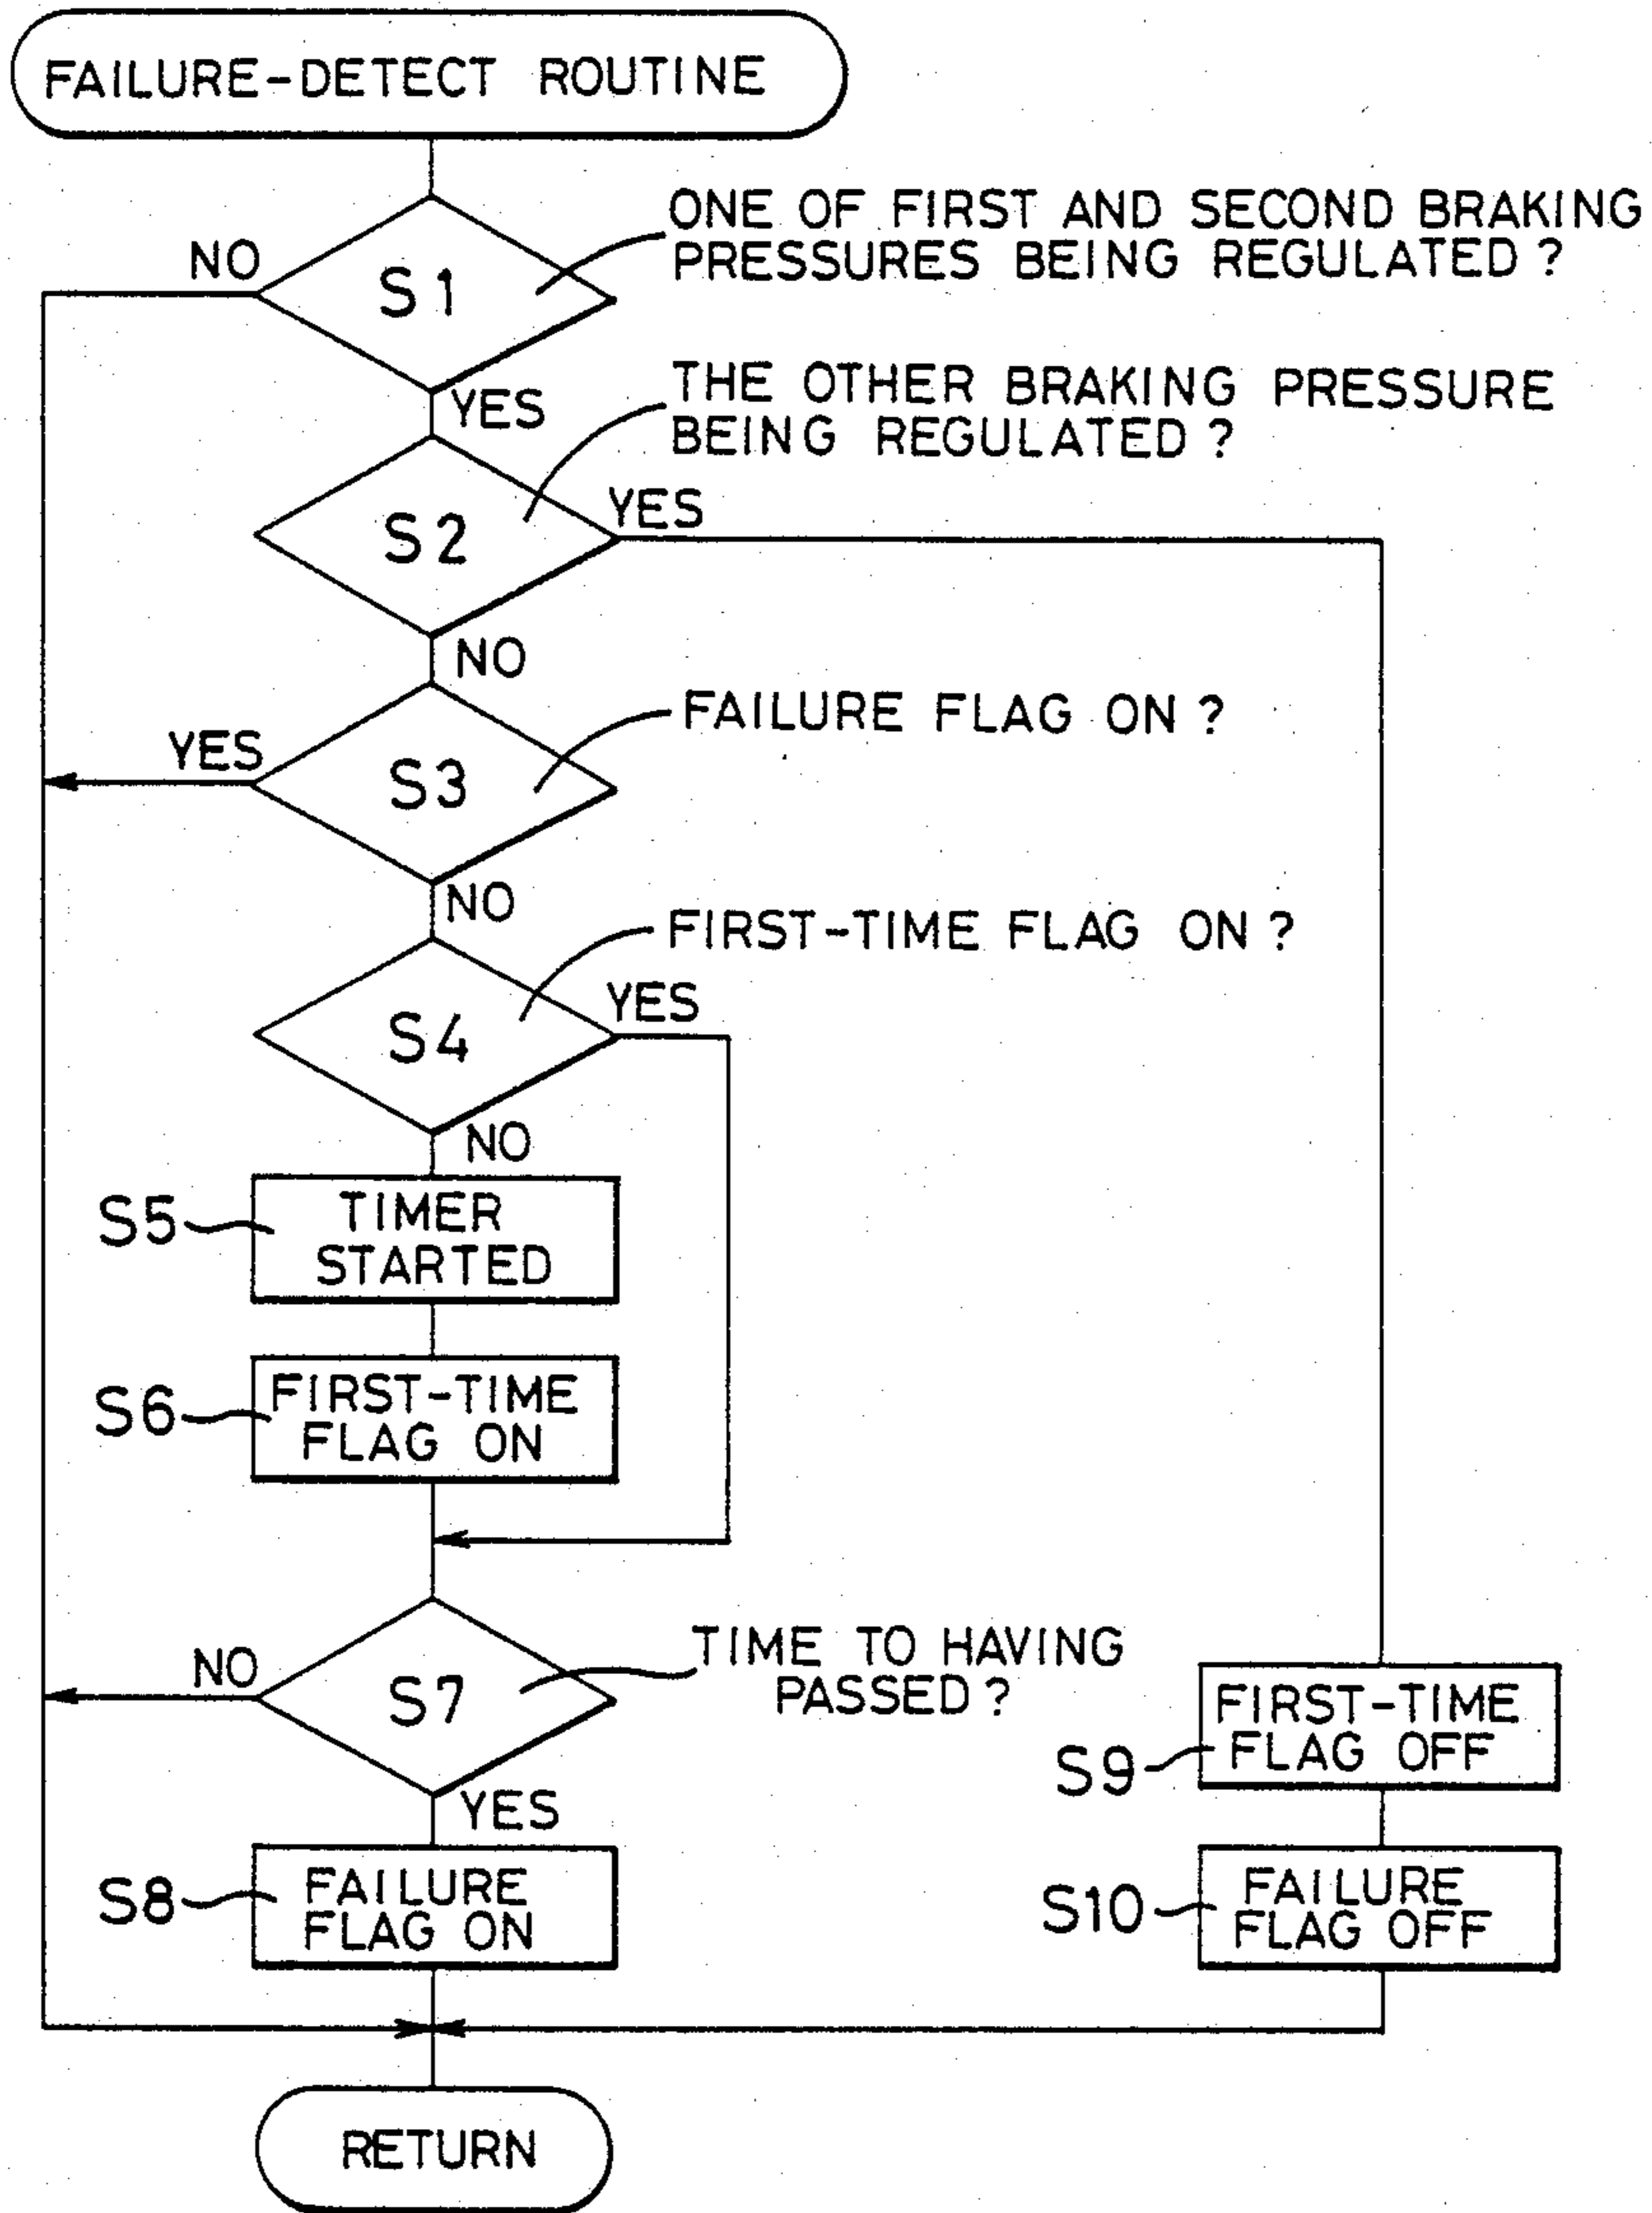 FAILURE-DETECT ROUTINE
ONE OF FIRST AND SECOND BRAKING
PRESSURES BEING REGULATED?
NO
S1
YES
THE OTHER BRAKING PRESSURE
BEING REGULATED?
S2
YES
NO
FAILURE FLAG ON?
YES
S3
NO
FIRST-TIME FLAG ON?
S4
YES
NO
S5
TIMER
STARTED
S6
FIRST-TIME
FLAG ON
TIME TO HAVING
PASSED?
NO
S7
YES
S9
FIRST-TIME
FLAG OFF
S8
FAILURE
FLAG ON
S10
FAILURE
FLAG OFF
RETURN